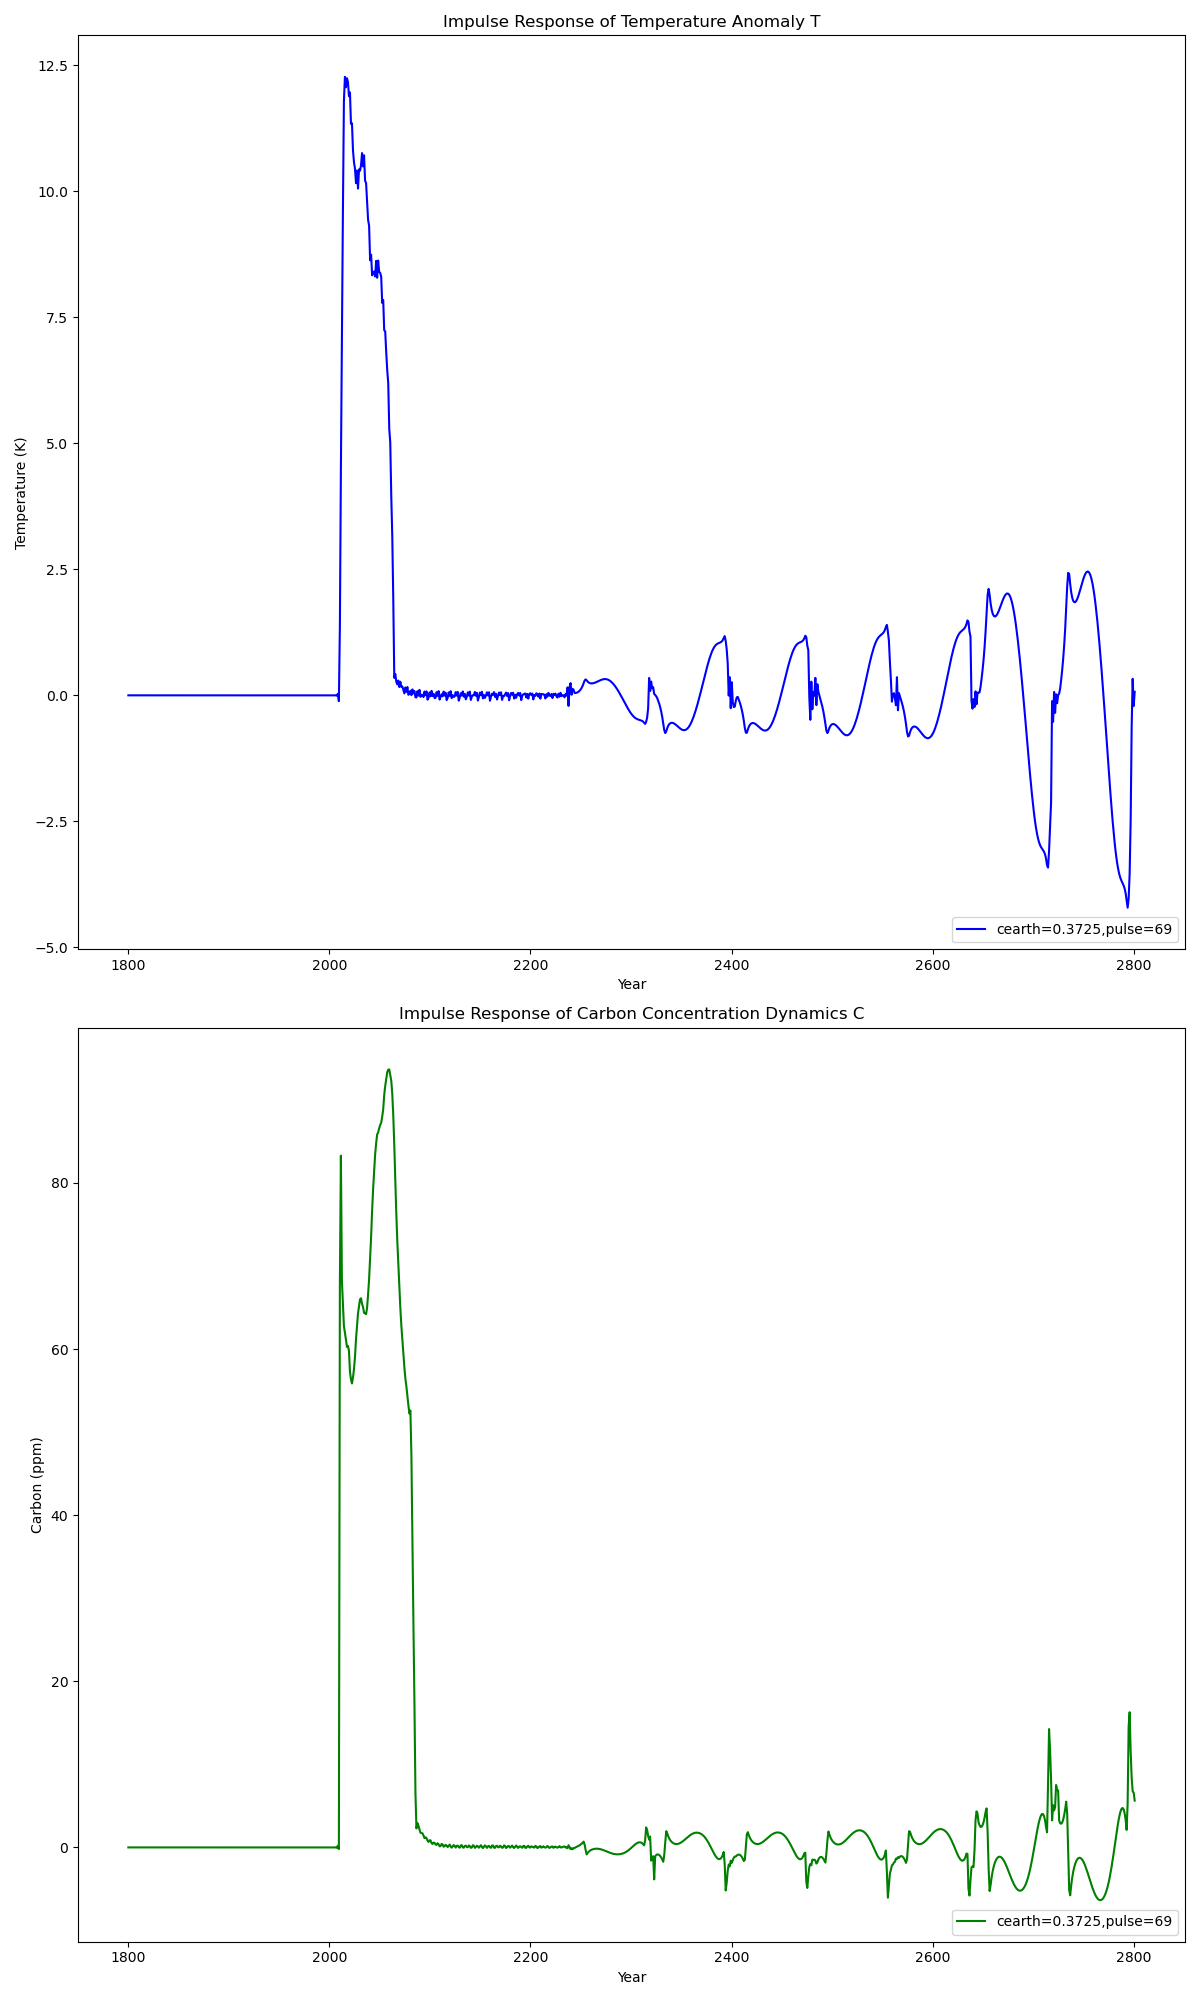 Impulse Response of Temperature Anomaly T
12.5
10.0
7.5
5.0
2.5
0.0
−2.5
−5.0
Temperature (K)
cearth=0.3725,pulse=69
1800 2000 2200 2400 2600 2800
Year
Impulse Response of Carbon Concentration Dynamics C
80
60
40
20
0
Carbon (ppm)
cearth=0.3725,pulse=69
1800 2000 2200 2400 2600 2800
Year